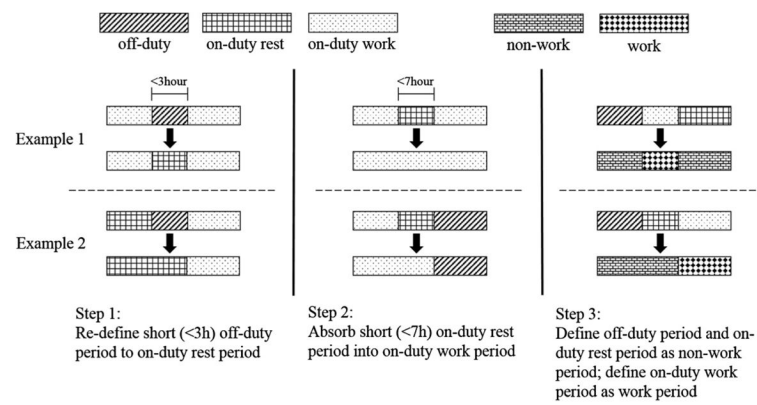 off-duty
on-duty rest
on-duty work
non-work
work
<3hour
<7hour
Example 1
Example 2
Step 1:
Re-define short (<3h) off-duty
period to on-duty rest period
Step 2:
Absorb short (<7h) on-duty rest
period into on-duty work period
Step 3:
Define off-duty period and on-
duty rest period as non-work
period; define on-duty work
period as work period